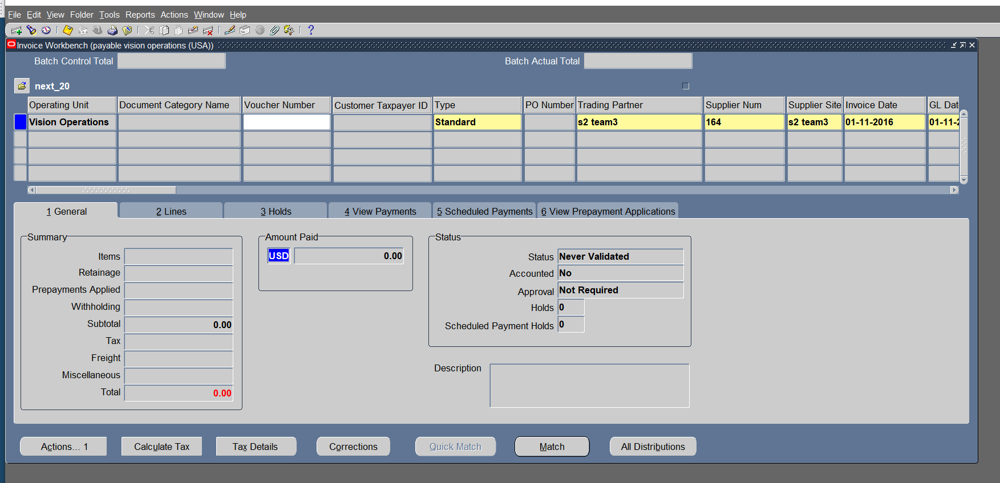 File Edit View Folder Tools Reports Actions Window Help
Invoice Workbench (payable vision operations (USA))
Batch Control Total Batch Actual Total
next_20
Operating Unit Document Category Name Voucher Number Customer Taxpayer ID Type PO Number Trading Partner Supplier Num Supplier Site Invoice Date GL Dat
Vision Operations Standard s2 team3 164 s2 team3 01-11-2016 01-11-2
1 General 2 Lines 3 Holds 4 View Payments 5 Scheduled Payments 6 View Prepayment Applications
Summary Amount Paid Status
Items USD 0.00 Status Never Validated
Retainage Accounted No
Prepayments Applied Approval Not Required
Withholding Holds 0
Subtotal 0.00 Scheduled Payment Holds 0
Tax
Freight
Description
Miscellaneous
Total 0.00
Actions... 1 Calculate Tax Tax Details Corrections Quick Match Match All Distributions